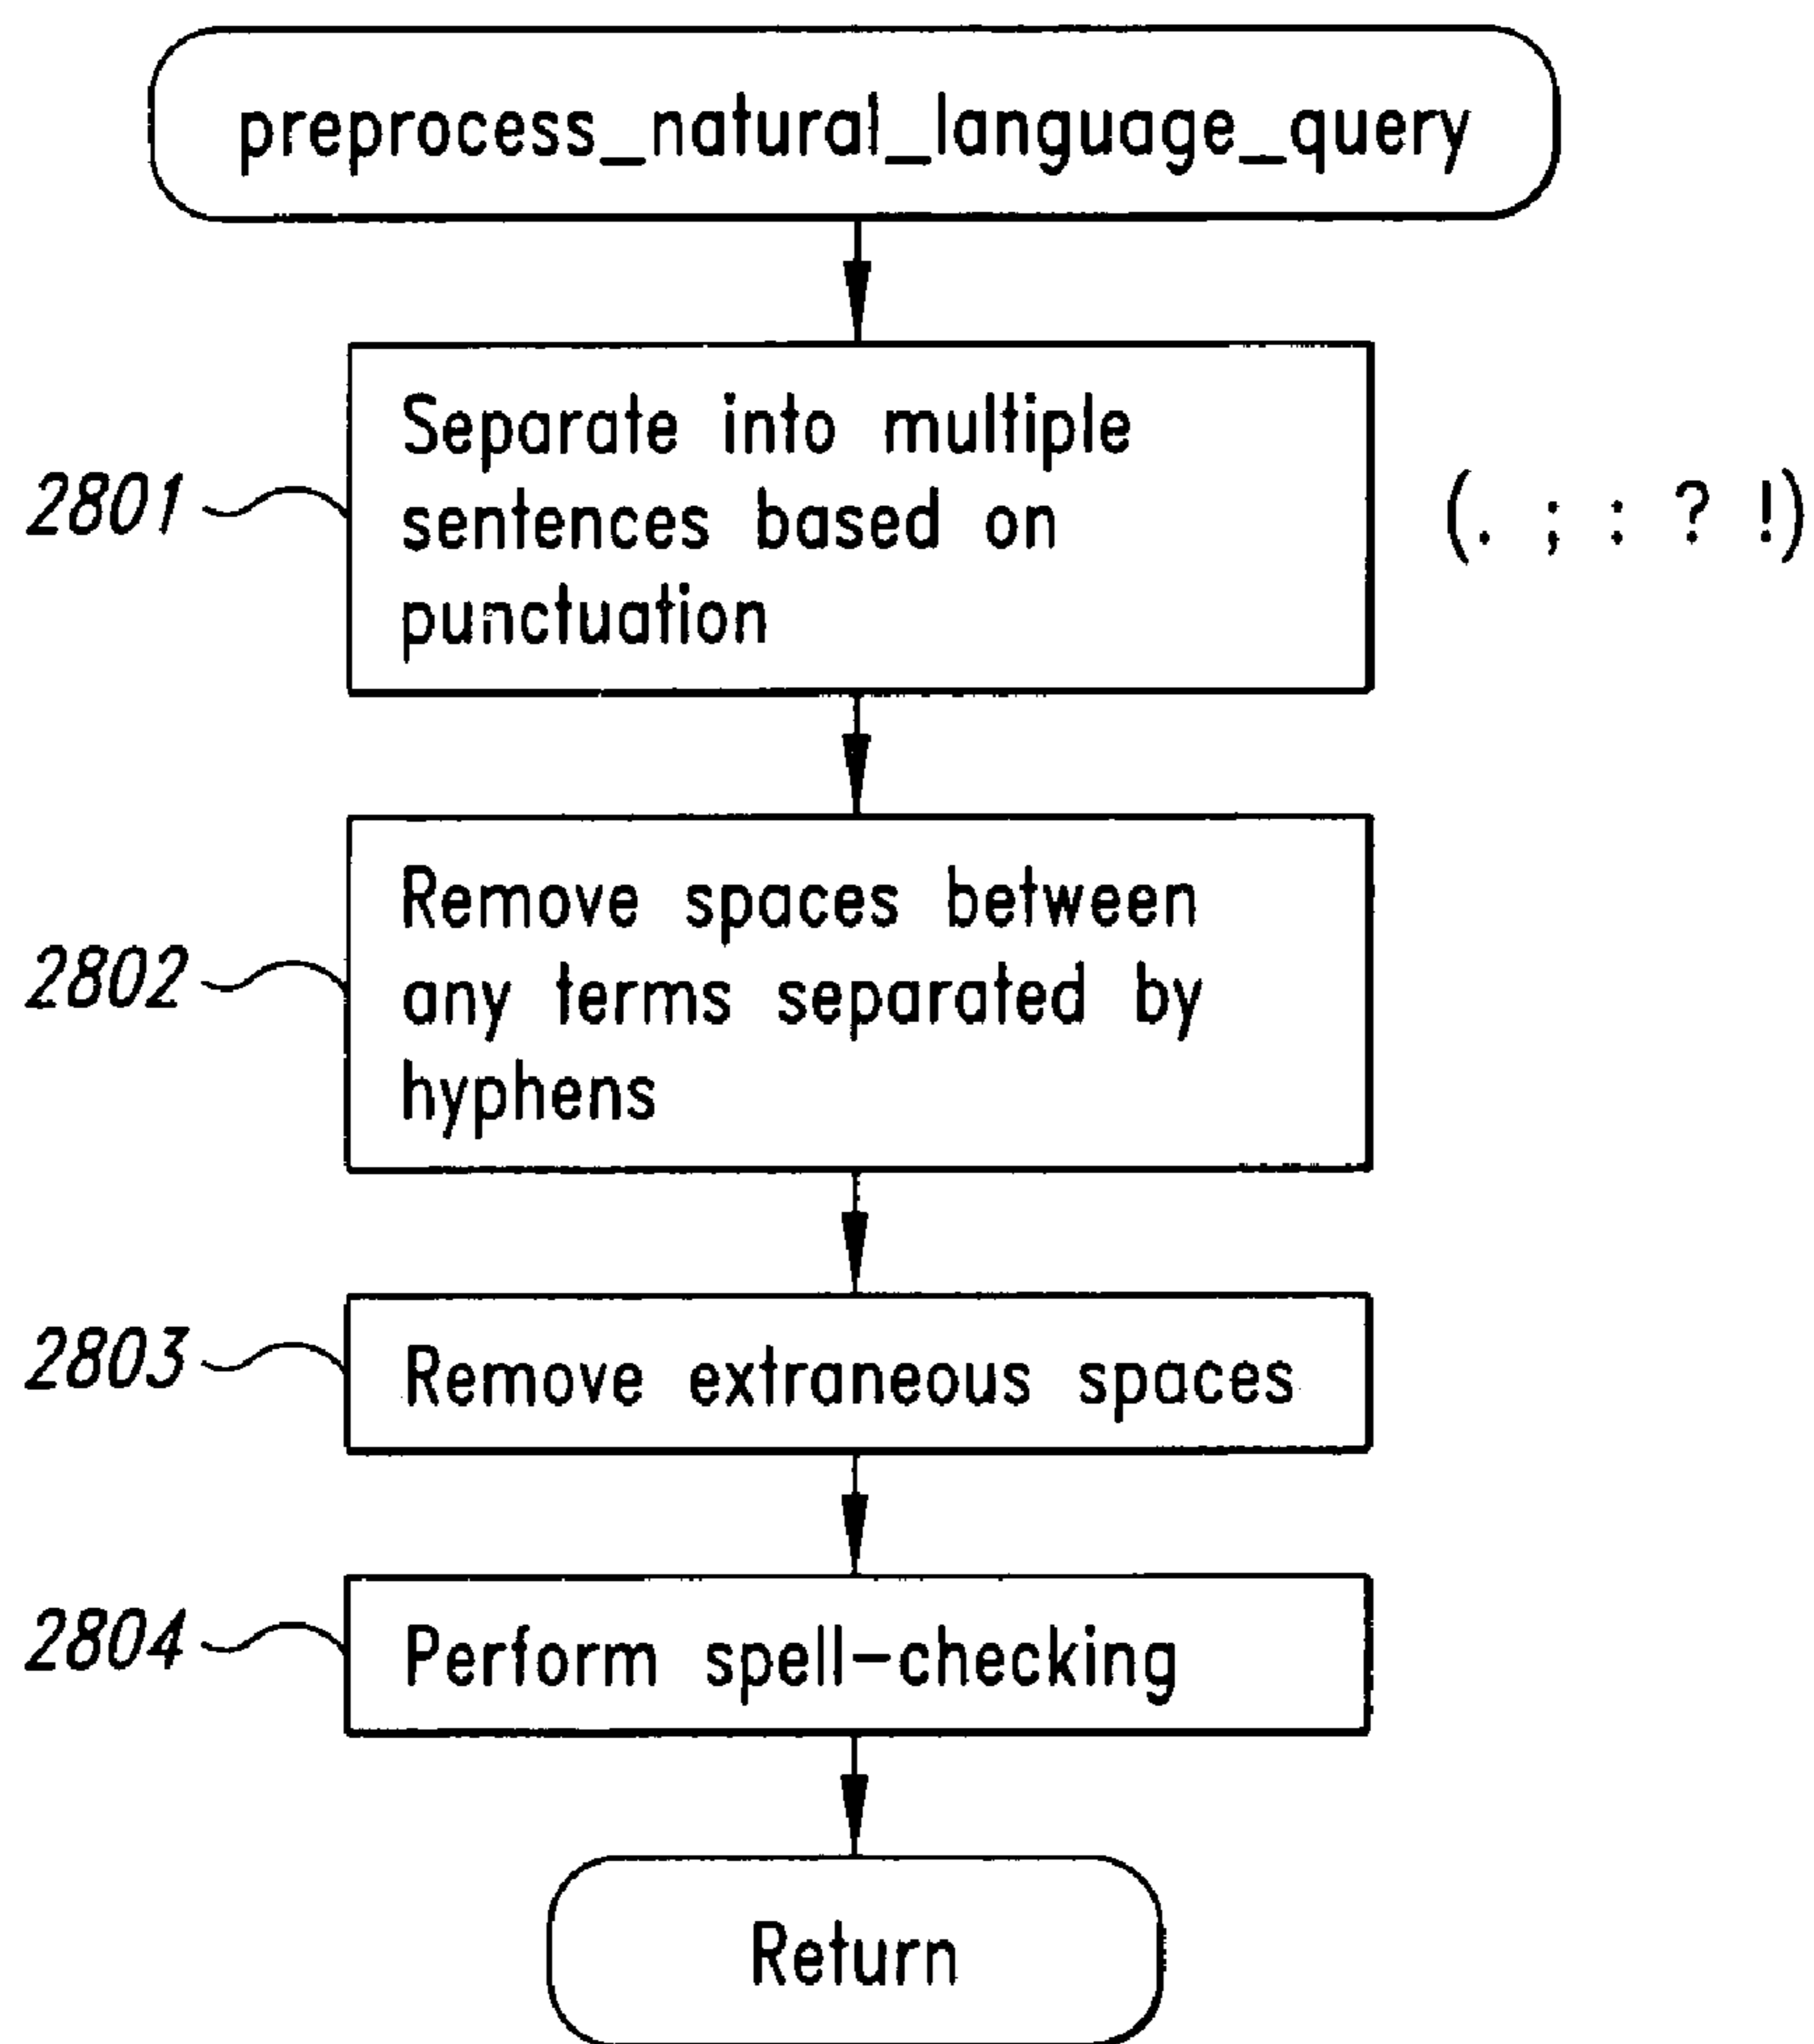 preprocess_natural_language_query
Separate into multiple
2801 sentences based on (. ; : ? !)
punctuation
Remove spaces between
2802 any terms separated by
hyphens
2803 Remove extraneous spaces
2804 Perform spell-checking
Return